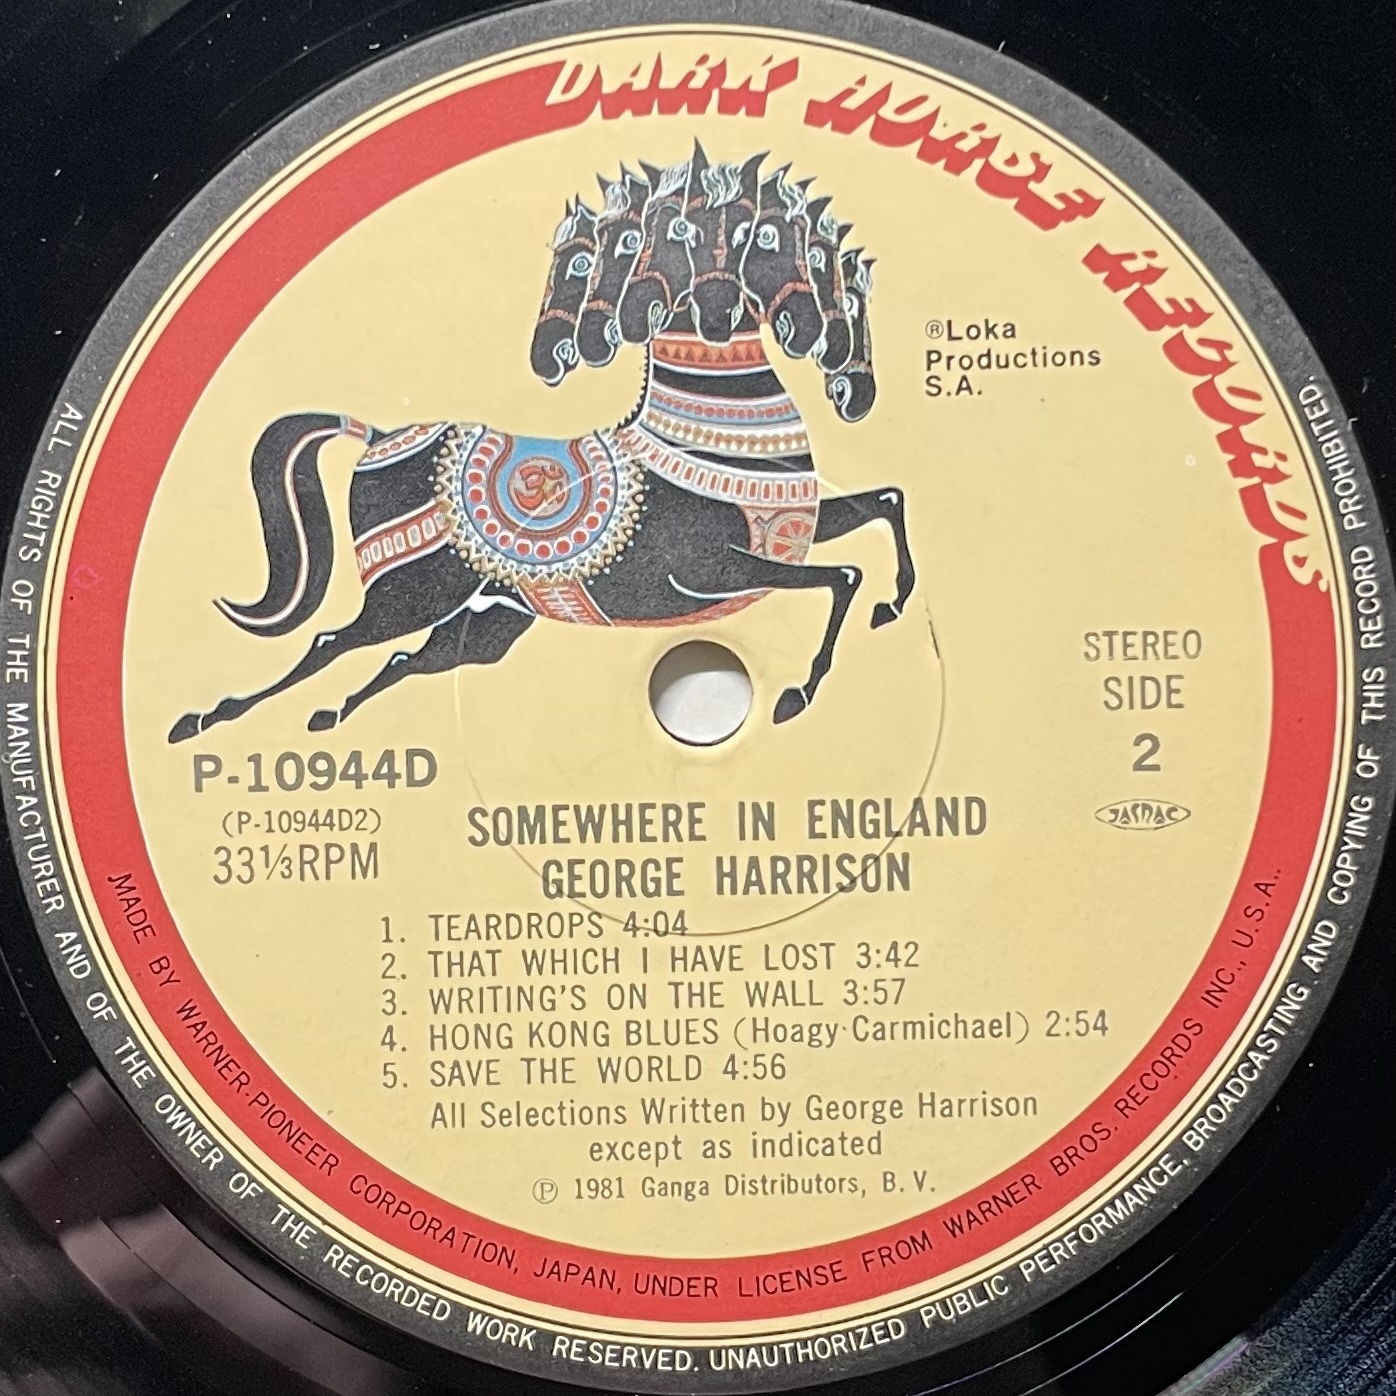 DARK HORSE RECORDS
®Loka
Productions
S.A.
STEREO
SIDE
2
JASRAC
P-10944D
(P-10944D2)
33⅓RPM
SOMEWHERE IN ENGLAND
GEORGE HARRISON
1. TEARDROPS 4:04
2. THAT WHICH I HAVE LOST 3:42
3. WRITING'S ON THE WALL 3:57
4. HONG KONG BLUES (Hoagy Carmichael) 2:54
5. SAVE THE WORLD 4:56
All Selections Written by George Harrison
except as indicated
℗ 1981 Ganga Distributors, B.V.
MADE BY WARNER-PIONEER CORPORATION, JAPAN, UNDER LICENSE FROM WARNER BROS. RECORDS INC., U.S.A..
ALL RIGHTS OF THE MANUFACTURER AND OF THE OWNER OF THE RECORDED WORK RESERVED. UNAUTHORIZED PUBLIC PERFORMANCE, BROADCASTING AND COPYING OF THIS RECORD PROHIBITED.